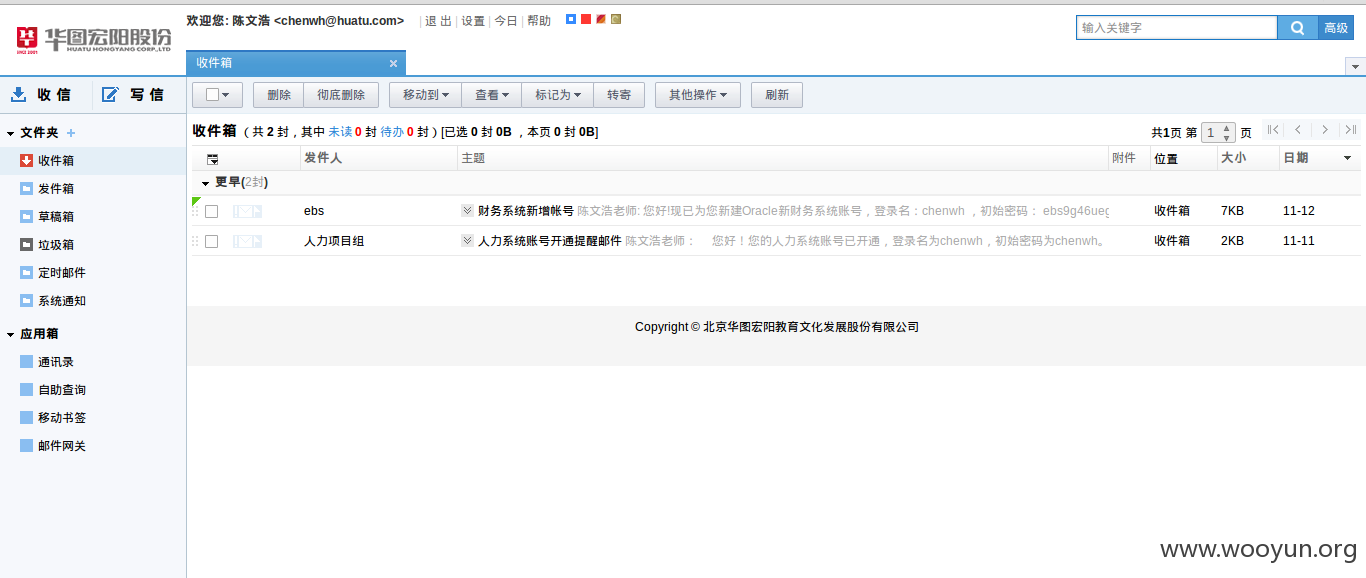 欢迎您: 陈文浩 <chenwh@huatu.com> | 退 出 | 设置 | 今日 | 帮助
华图宏阳股份
HUATU HONGYANG CORP.,LTD
输入关键字 高级
收件箱 ×
收 信 写 信
删除 彻底删除 移动到 查看 标记为 转寄 其他操作 刷新
文件夹 +
收件箱
发件箱
草稿箱
垃圾箱
定时邮件
系统通知
应用箱
通讯录
自助查询
移动书签
邮件网关
收件箱（共 2 封，其中 未读 0 封 待办 0 封）[已选 0 封 0B ，本页 0 封 0B]
共1页 第 1 页
发件人 主题 附件 位置 大小 日期
更早(2封)
ebs 财务系统新增帐号 陈文浩老师: 您好!现已为您新建Oracle新财务系统账号，登录名：chenwh ，初始密码： ebs9g46ueg 收件箱 7KB 11-12
人力项目组 人力系统账号开通提醒邮件 陈文浩老师： 您好！您的人力系统账号已开通，登录名为chenwh，初始密码为chenwh。 收件箱 2KB 11-11
Copyright © 北京华图宏阳教育文化发展股份有限公司
www.wooyun.org